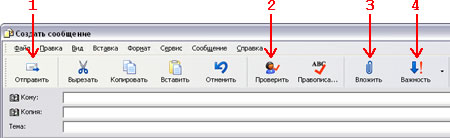 1 2 3 4
Создать сообщение
Файл Правка Вид Вставка Формат Сервис Сообщение Справка
ABC
Отправить Вырезать Копировать Вставить Отменить Проверить Правописа... Вложить Важность
Кому:
Копия:
Тема: